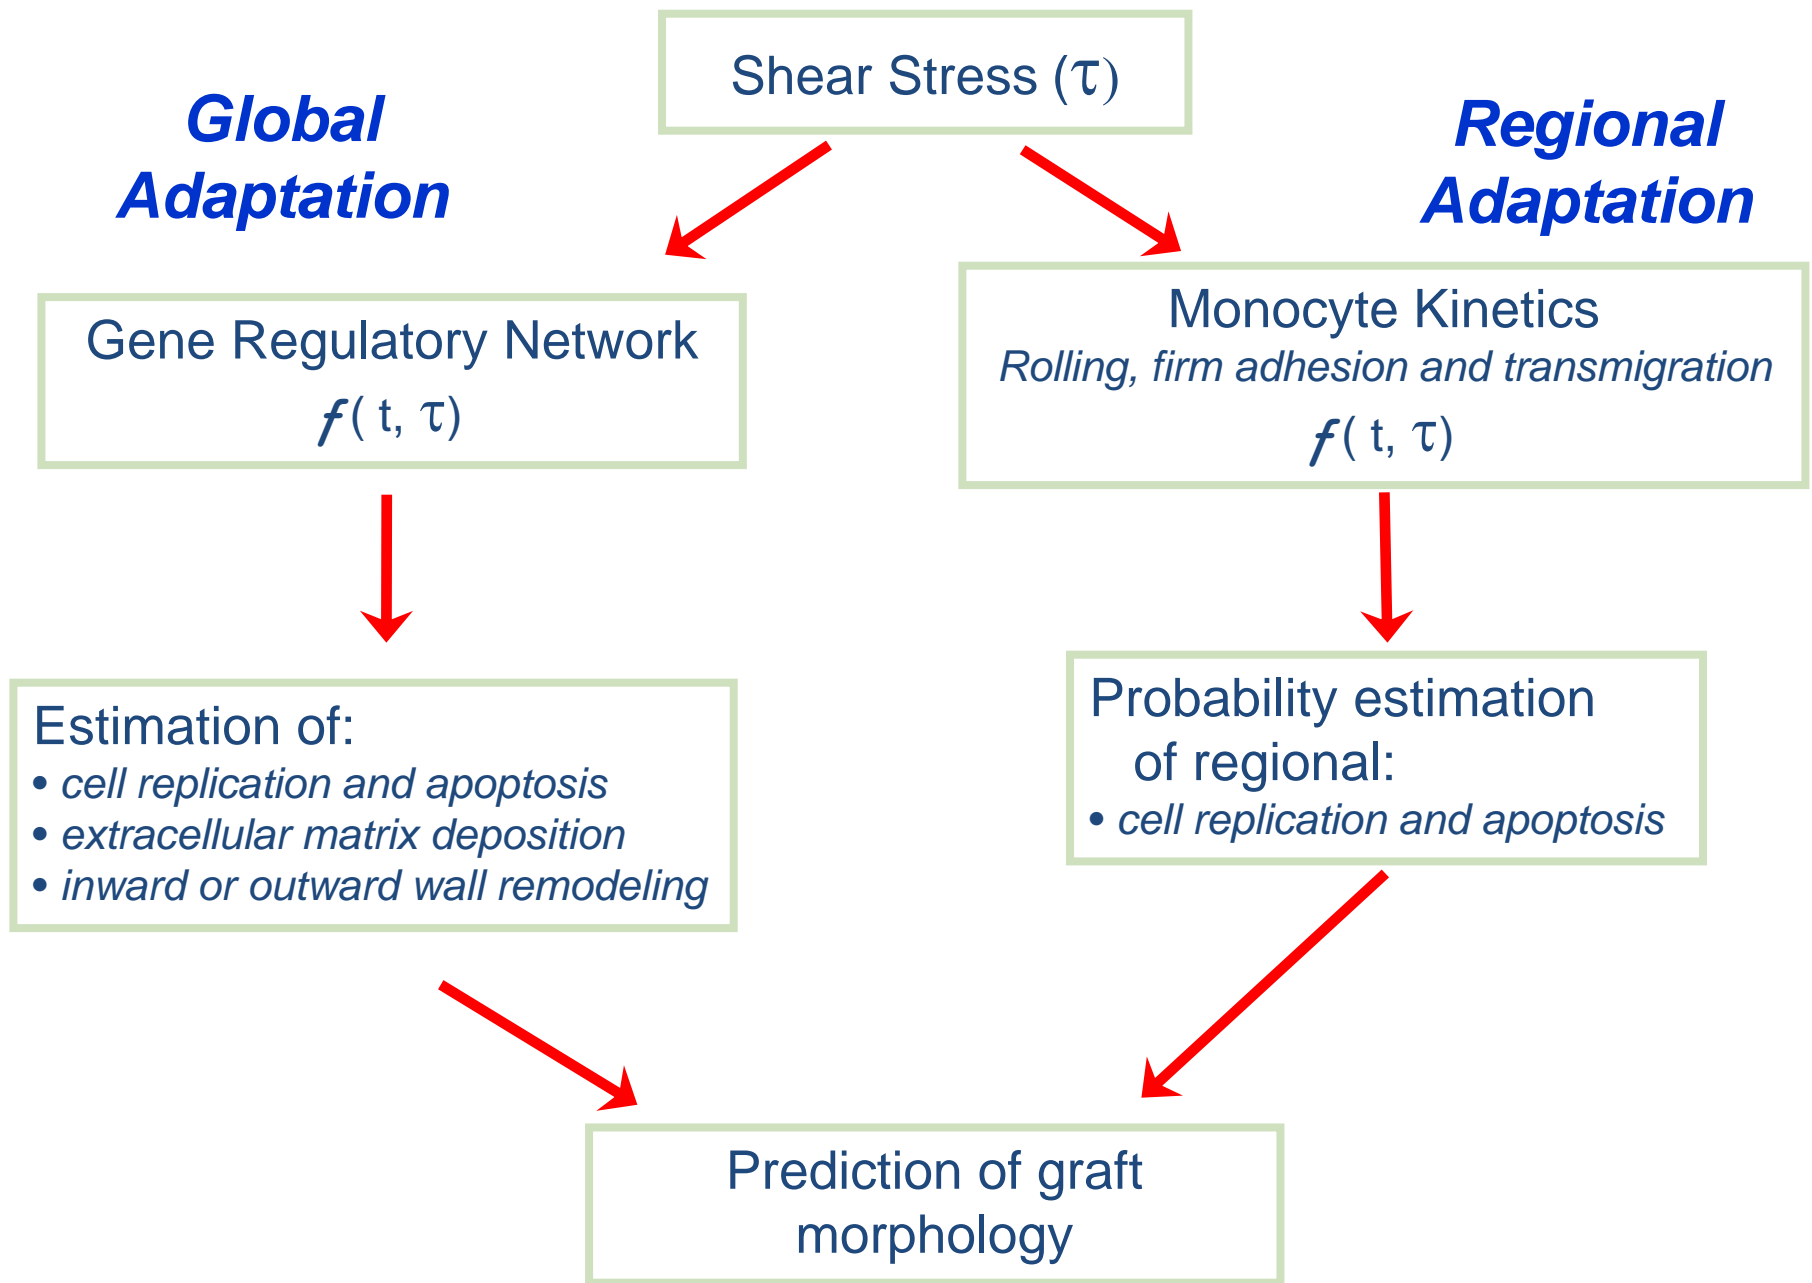 Shear Stress (τ)
Global
Adaptation
Regional
Adaptation
Gene Regulatory Network
f( t, τ)
Monocyte Kinetics
Rolling, firm adhesion and transmigration
f( t, τ)
Estimation of:
• cell replication and apoptosis
• extracellular matrix deposition
• inward or outward wall remodeling
Probability estimation
of regional:
• cell replication and apoptosis
Prediction of graft
morphology